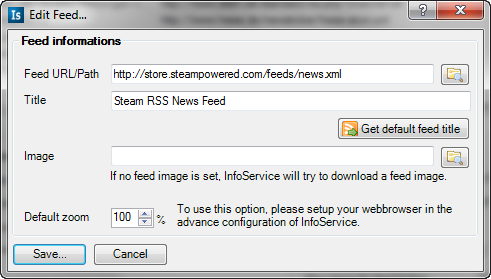 Is Edit Feed...
Feed informations
Feed URL/Path http://store.steampowered.com/feeds/news.xml
Title Steam RSS News Feed
Get default feed title
Image
If no feed image is set, InfoService will try to download a feed image.
Default zoom 100 % To use this option, please setup your webbrowser in the
advance configuration of InfoService.
Save... Cancel